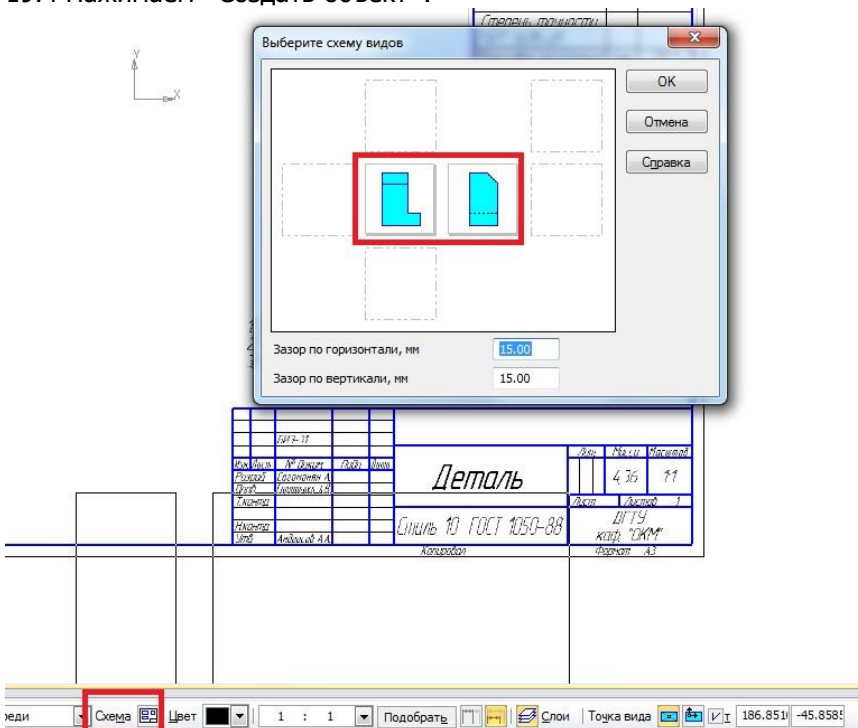 19.1 Нажимаем "Создать объект".
Степень точности
Y
X
Выберите схему видов
OK
Отмена
Справка
Зазор по горизонтали, мм 15.00
Зазор по вертикали, мм 15.00
Деталь
Лит. Масса Масштаб
4,36 1:1
Лист Листов 1
Изм. Лист № Докум. Подп. Дата
Т.контр.
Н.контр.
Утв.
Сталь 10 ГОСТ 1050-88
ДГТУ
каф. "ОКМ"
Копировал Формат А3
реди Схема Цвет 1 : 1 Подобрать Слои Точка вида т 186.851 -45.858